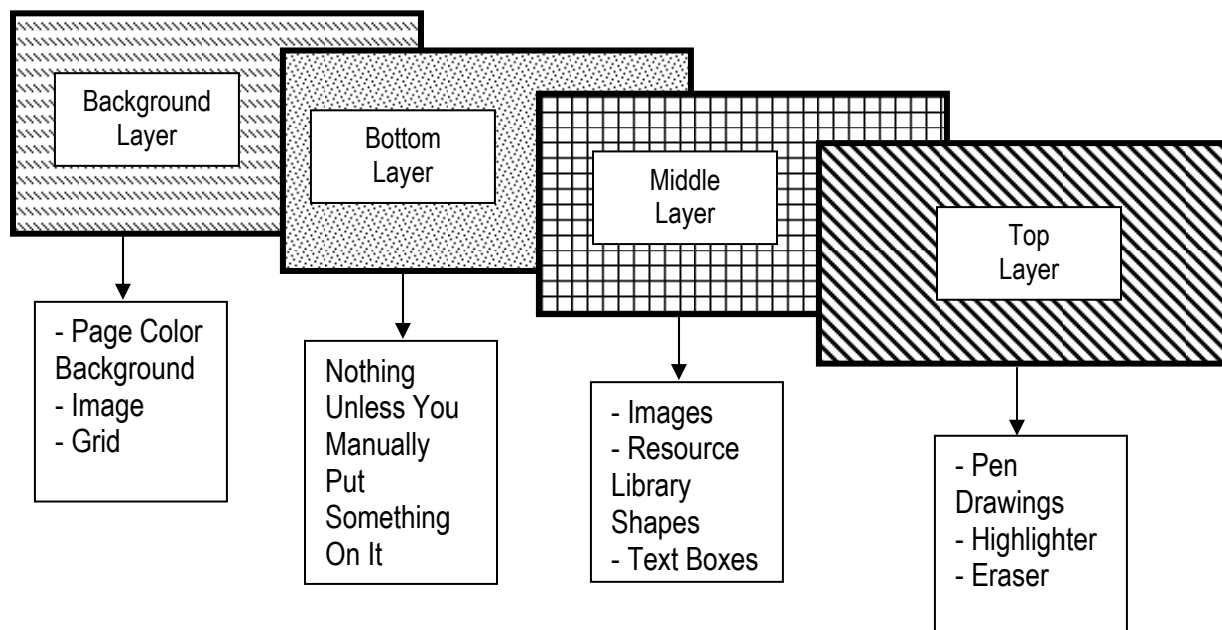 Background
Layer
Bottom
Layer
Middle
Layer
Top
Layer
- Page Color
Background
- Image
- Grid
Nothing
Unless You
Manually
Put
Something
On It
- Images
- Resource
Library
Shapes
- Text Boxes
- Pen
Drawings
- Highlighter
- Eraser